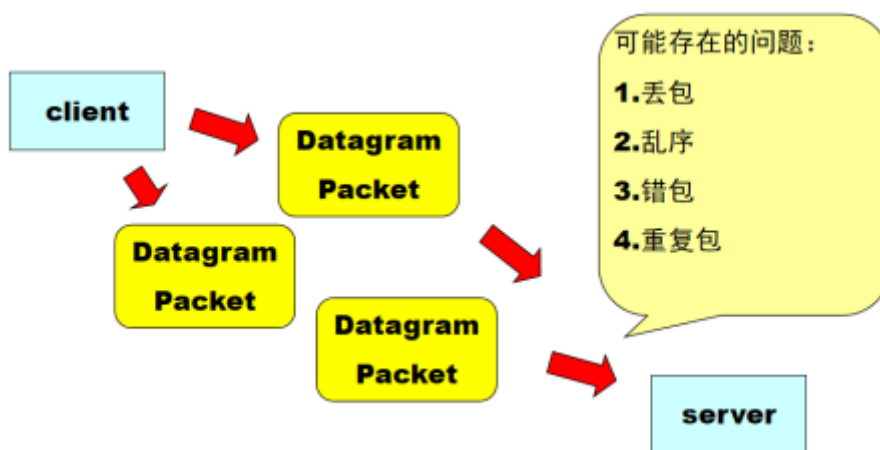 client
Datagram
Packet
Datagram
Packet
Datagram
Packet
可能存在的问题：
1.丢包
2.乱序
3.错包
4.重复包
server